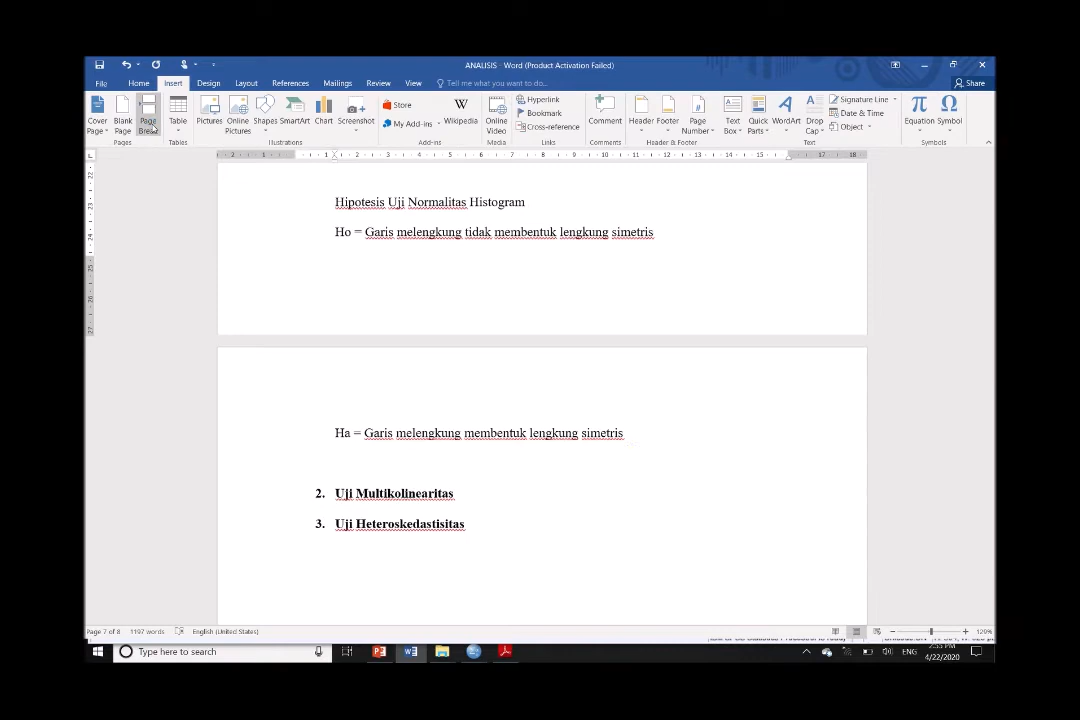 ANALISIS - Word (Product Activation Failed)
File Home Insert Design Layout References Mailings Review View Tell me what you want to do... Share
Cover Page Blank Page Page Break Table Pictures Online Pictures Shapes SmartArt Chart Screenshot Store My Add-ins Wikipedia Online Video Hyperlink Bookmark Cross-reference Comment Header Footer Page Number Text Box Quick Parts WordArt Drop Cap Signature Line Date & Time Object Equation Symbol
Pages Tables Illustrations Add-ins Media Links Comments Header & Footer Text Symbols
Hipotesis Uji Normalitas Histogram
Ho = Garis melengkung tidak membentuk lengkung simetris
Ha = Garis melengkung membentuk lengkung simetris
2. Uji Multikolinearitas
3. Uji Heteroskedastisitas
Page 7 of 8 1197 words English (United States) 129%
Type here to search ENG 2:55 PM
4/22/2020